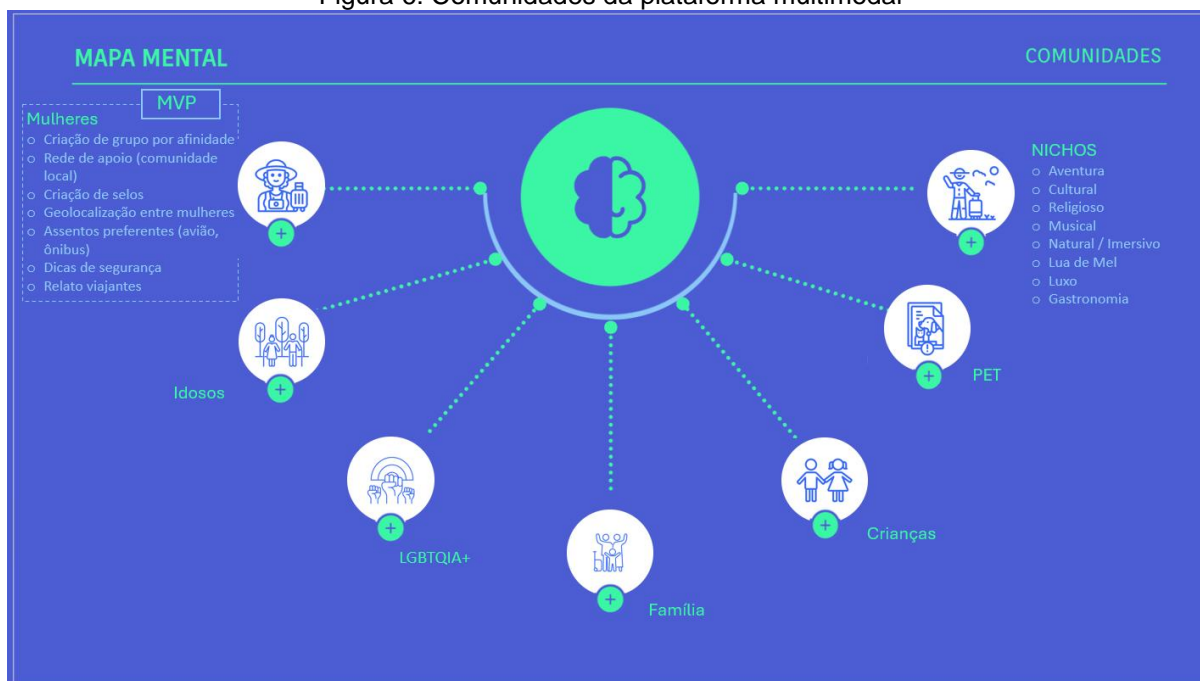 Figura 6: Comunidades da plataforma multimodal
MAPA MENTAL
COMUNIDADES
MVP
Mulheres
o Criação de grupo por afinidade
o Rede de apoio (comunidade
local)
o Criação de selos
o Geolocalização entre mulheres
o Assentos preferentes (avião,
ônibus)
o Dicas de segurança
o Relato viajantes
NICHOS
o Aventura
o Cultural
o Religioso
o Musical
o Natural / Imersivo
o Lua de Mel
o Luxo
o Gastronomia
Idosos
PET
LGBTQIA+
Crianças
Família